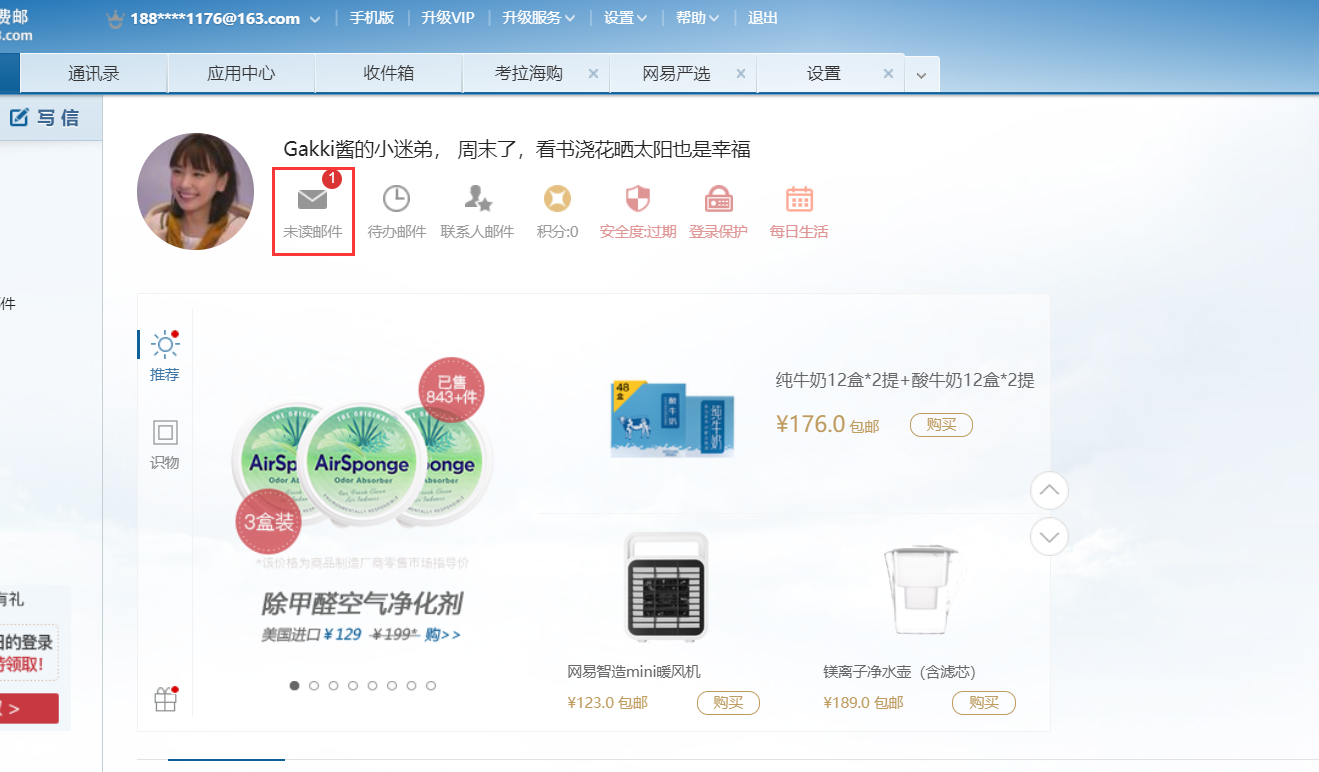 费邮
.com
188****1176@163.com
手机版
升级VIP
升级服务
设置
帮助
退出
通讯录
应用中心
收件箱
考拉海购
网易严选
设置
写信
Gakki酱的小迷弟， 周末了，看书浇花晒太阳也是幸福
1
未读邮件
待办邮件
联系人邮件
积分:0
安全度:过期
登录保护
每日生活
件
推荐
识物
已售
843+件
THE ORIGINAL
AirSponge
Odor Absorber
3盒装
*该价格为商品制造厂商零售市场指导价
除甲醛空气净化剂
美国进口¥129 ¥199* 购>>
48
盒
酸牛奶
纯牛奶
纯牛奶12盒*2提+酸牛奶12盒*2提
¥176.0 包邮
购买
网易智造mini暖风机
¥123.0 包邮
购买
镁离子净水壶（含滤芯）
¥189.0 包邮
购买
有礼
的登录
领取!
>